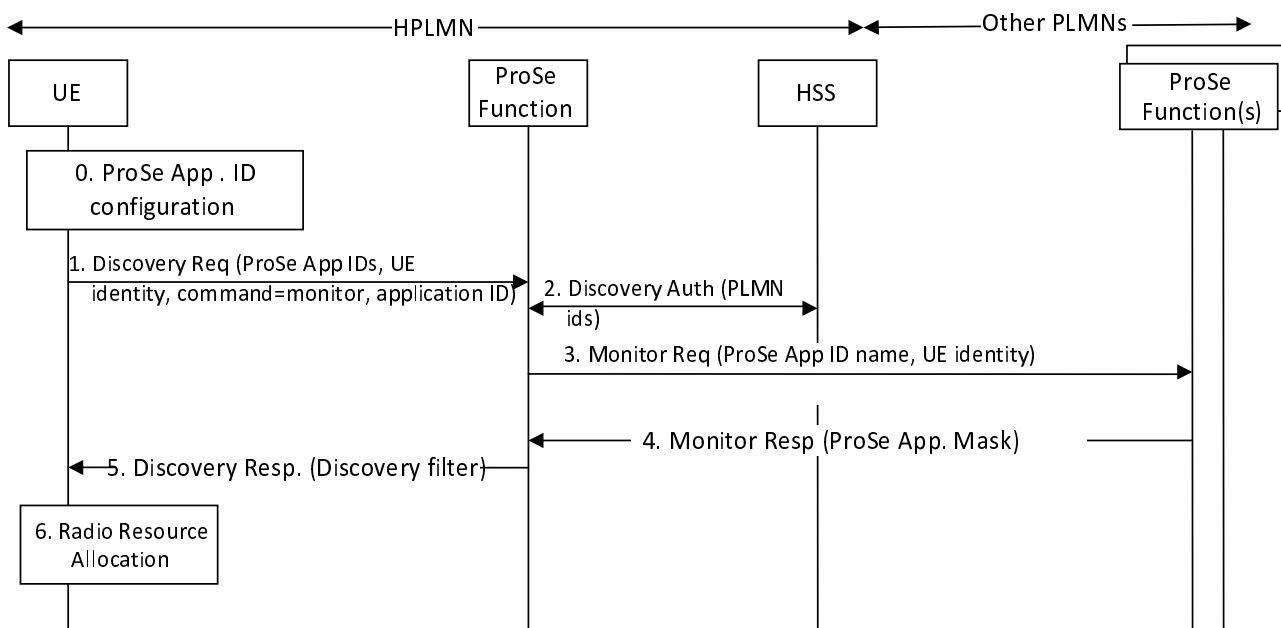 HPLMN
Other PLMNs
UE
ProSe
Function
HSS
ProSe
Function(s)
0. ProSe App . ID
configuration
1. Discovery Req (ProSe App IDs, UE
identity, command=monitor, application ID)
2. Discovery Auth (PLMN
ids)
3. Monitor Req (ProSe App ID name, UE identity)
4. Monitor Resp (ProSe App. Mask)
5. Discovery Resp. (Discovery filter)
6. Radio Resource
Allocation